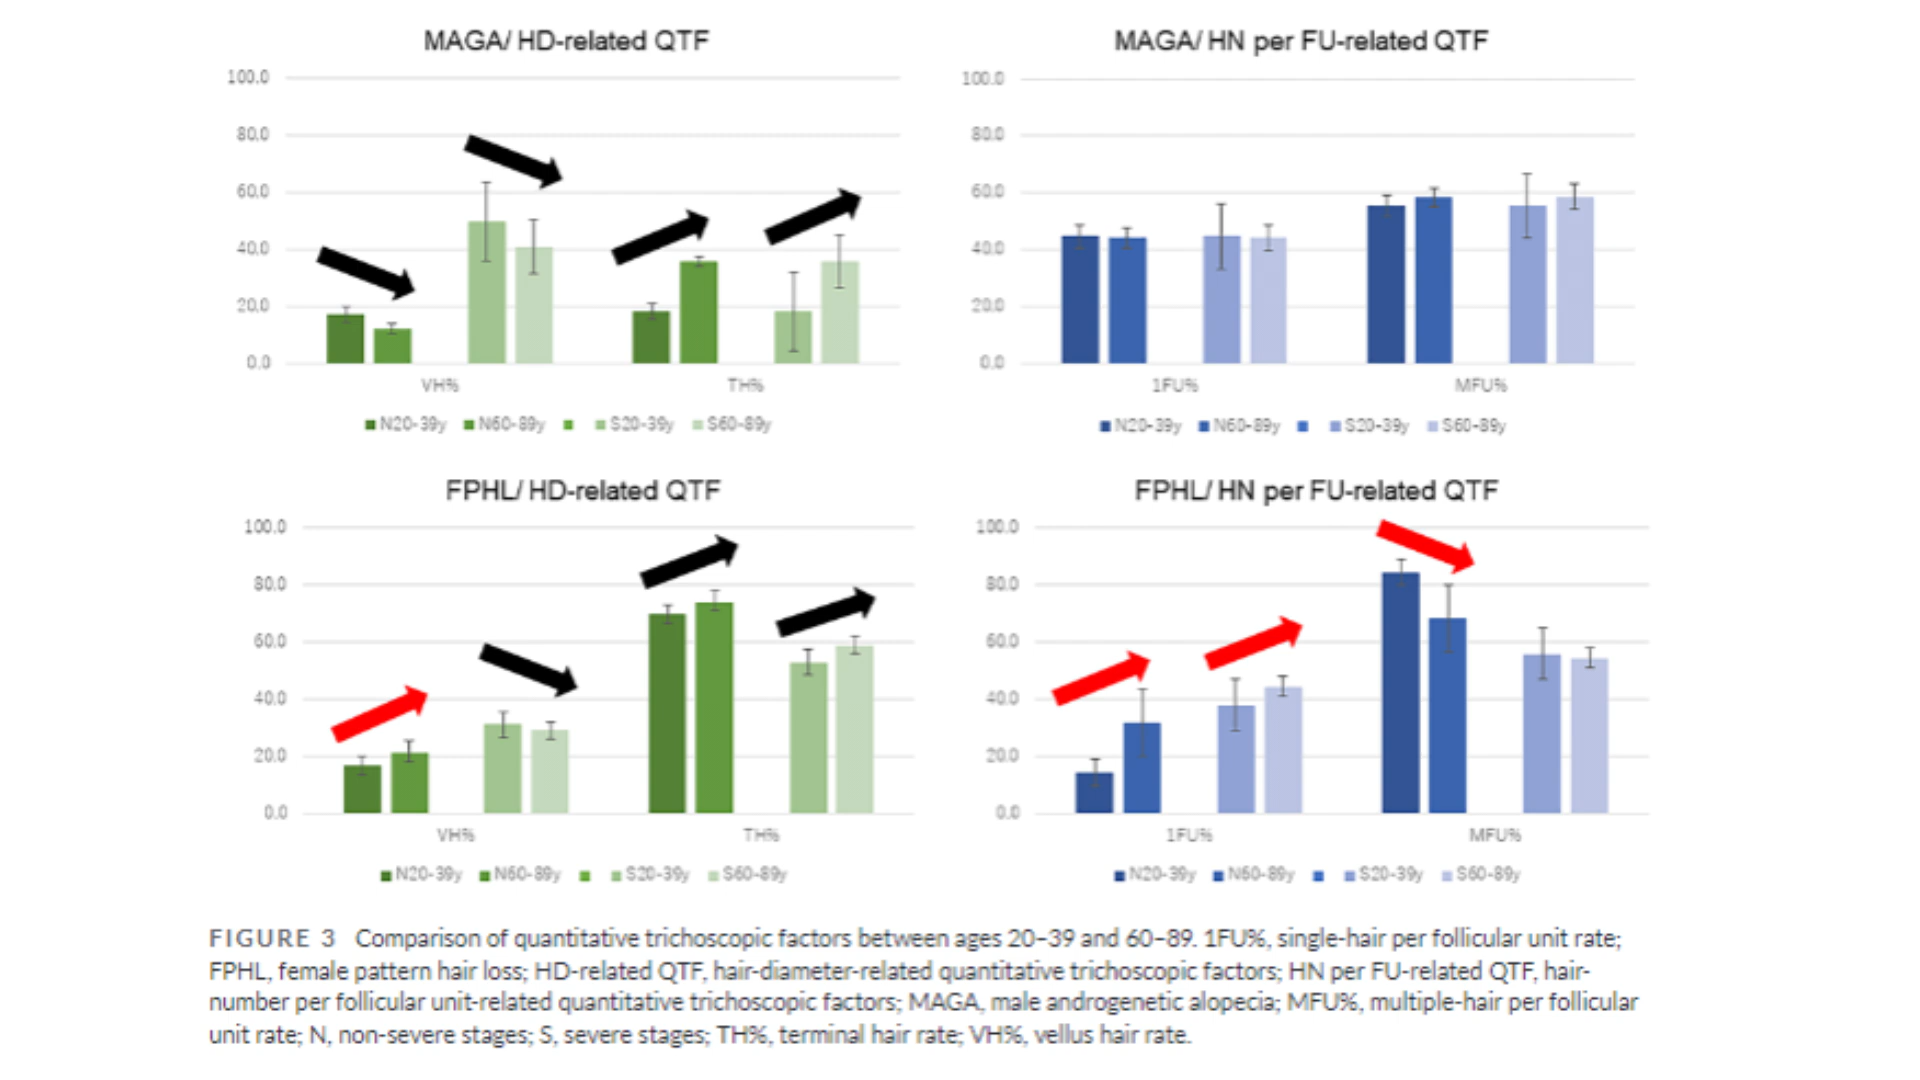 MAGA/ HD-related QTF
100.0
80.0
60.0
40.0
20.0
0.0
VH% TH%
N20-39y N60-89y S20-39y S60-89y
MAGA/ HN per FU-related QTF
100.0
80.0
60.0
40.0
20.0
0.0
1FU% MFU%
N20-39y N60-89y S20-39y S60-89y
FPHL/ HD-related QTF
100.0
80.0
60.0
40.0
20.0
0.0
VH% TH%
N20-39y N60-89y S20-39y S60-89y
FPHL/ HN per FU-related QTF
100.0
80.0
60.0
40.0
20.0
0.0
1FU% MFU%
N20-39y N60-89y S20-39y S60-89y
FIGURE 3 Comparison of quantitative trichoscopic factors between ages 20–39 and 60–89. 1FU%, single-hair per follicular unit rate;
FPHL, female pattern hair loss; HD-related QTF, hair-diameter-related quantitative trichoscopic factors; HN per FU-related QTF, hair-
number per follicular unit-related quantitative trichoscopic factors; MAGA, male androgenetic alopecia; MFU%, multiple-hair per follicular
unit rate; N, non-severe stages; S, severe stages; TH%, terminal hair rate; VH%, vellus hair rate.